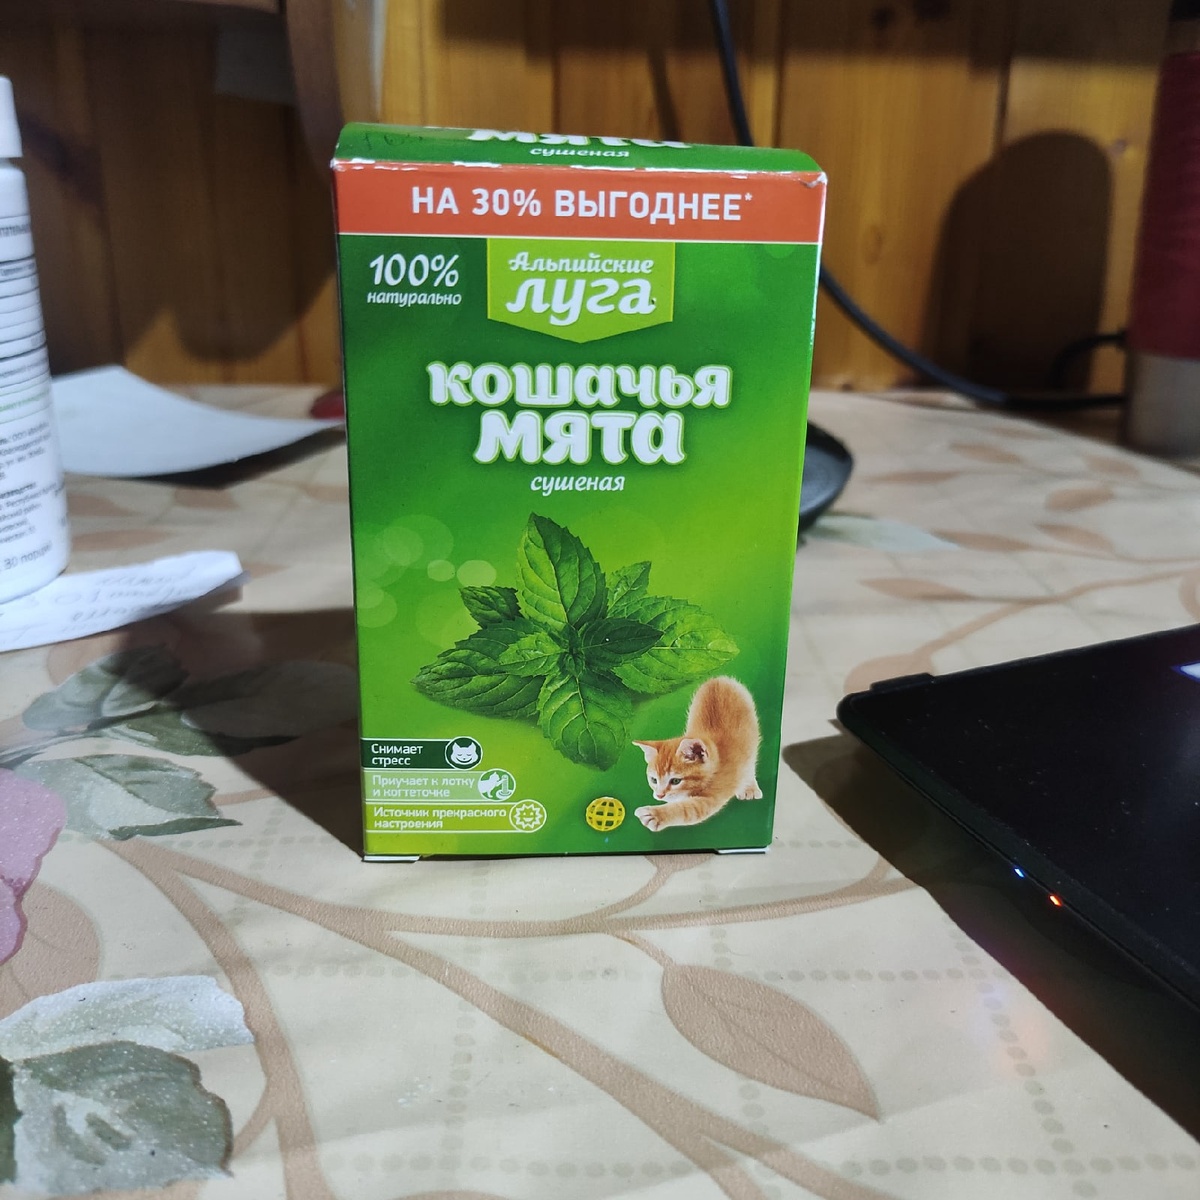 мята
сушеная
НА 30% ВЫГОДНЕЕ*
100%
натурально
Альпийские
луга
кошачья
мята
сушеная
Снимает
стресс
Приучает к лотку
и когтеточке
Источник прекрасного
настроения